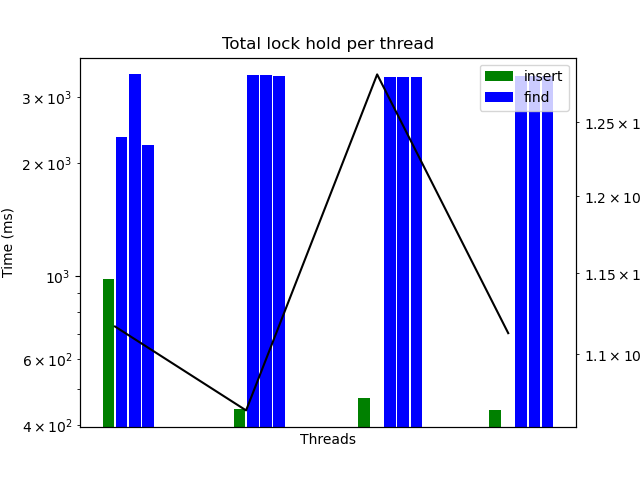 Total lock hold per thread
insert
find
3 × 10³
2 × 10³
10³
6 × 10²
4 × 10²
Time (ms)
1.25 × 1
1.2 × 10
1.15 × 1
1.1 × 10
Threads